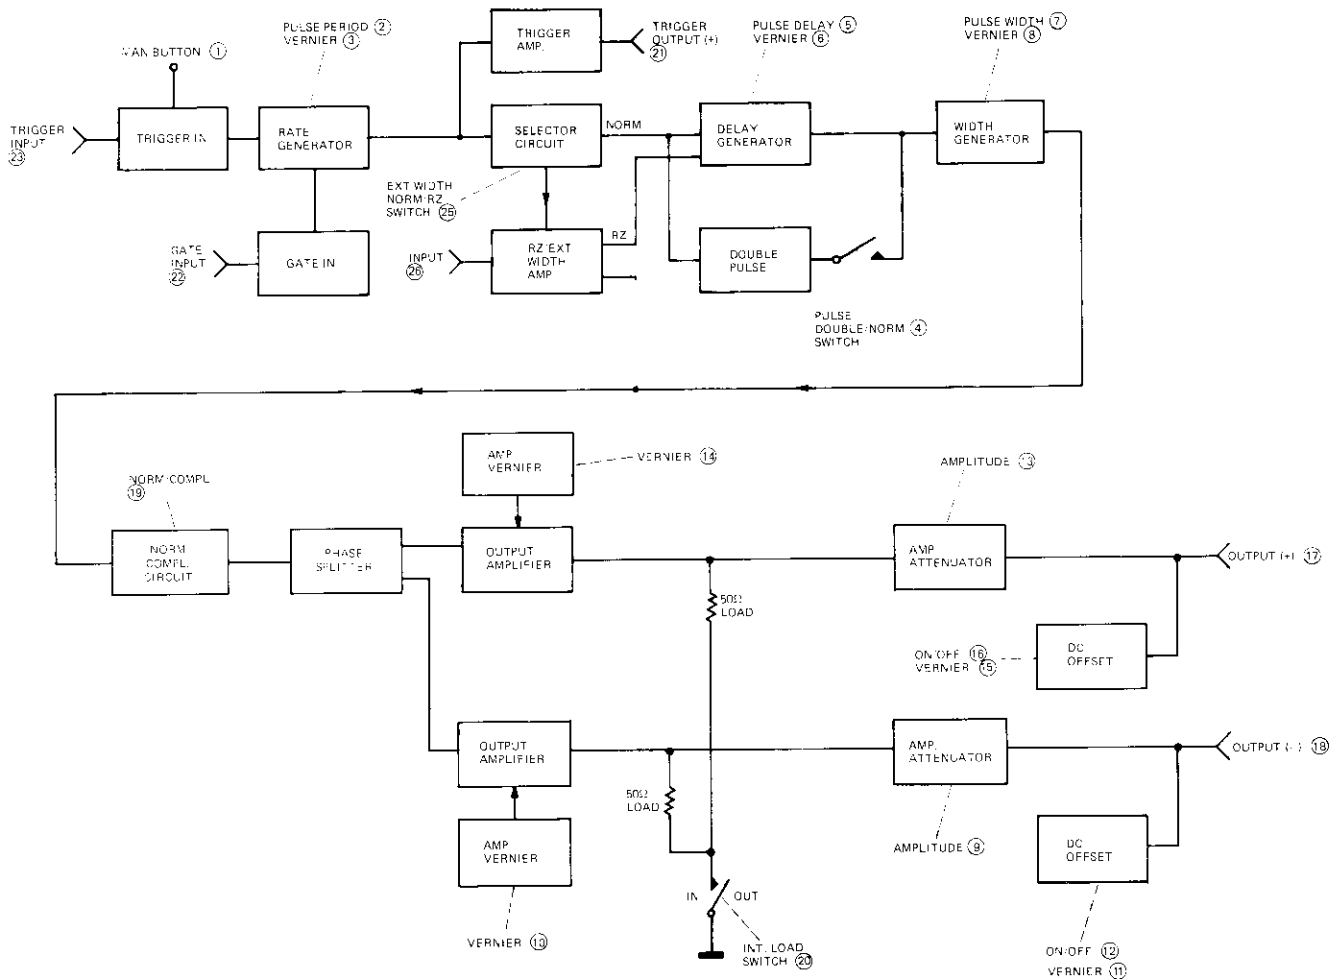 PULSE PERIOD 2
VERNIER 3
MAN BUTTON 1
TRIGGER
INPUT
23
TRIGGER IN
RATE
GENERATOR
TRIGGER
AMP.
TRIGGER
OUTPUT (+)
21
SELECTOR
CIRCUIT
NORM
PULSE DELAY 5
VERNIER 6
DELAY
GENERATOR
PULSE WIDTH 7
VERNIER 8
WIDTH
GENERATOR
EXT WIDTH
NORM-RZ
SWITCH 25
GATE
INPUT
22
GATE IN
INPUT
26
RZ/EXT
WIDTH
AMP
RZ
DOUBLE
PULSE
PULSE
DOUBLE/NORM 4
SWITCH
NORM/COMPL
19
NORM
COMPL.
CIRCUIT
PHASE
SPLITTER
AMP
VERNIER
VERNIER 14
OUTPUT
AMPLIFIER
50Ω
LOAD
AMPLITUDE 13
AMP
ATTENUATOR
OUTPUT (+) 17
ON/OFF 16
VERNIER 15
DC
OFFSET
OUTPUT
AMPLIFIER
50Ω
LOAD
AMP.
ATTENUATOR
OUTPUT (-) 18
AMP
VERNIER
VERNIER 10
AMPLITUDE 9
DC
OFFSET
IN OUT
INT. LOAD
SWITCH 20
ON/OFF 12
VERNIER 11